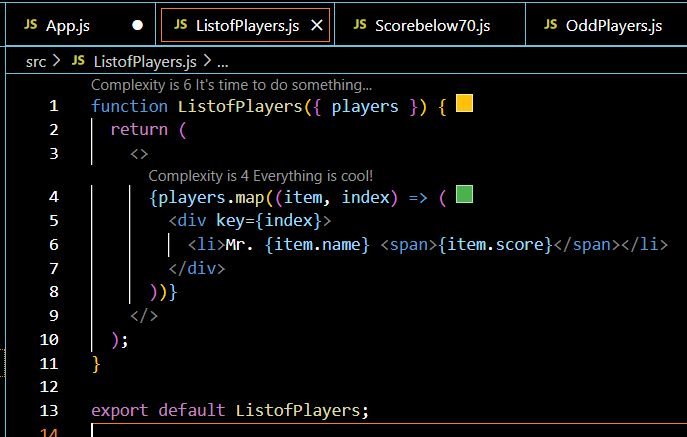 JS App.js ● JS ListofPlayers.js × JS Scorebelow70.js JS OddPlayers.js
src > JS ListofPlayers.js > ...
Complexity is 6 It's time to do something...
1 function ListofPlayers({ players }) {
2 return (
3 <>
Complexity is 4 Everything is cool!
4 {players.map((item, index) => (
5 <div key={index}>
6 <li>Mr. {item.name} <span>{item.score}</span></li>
7 </div>
8 ))}
9 </>
10 );
11 }
12
13 export default ListofPlayers;
14